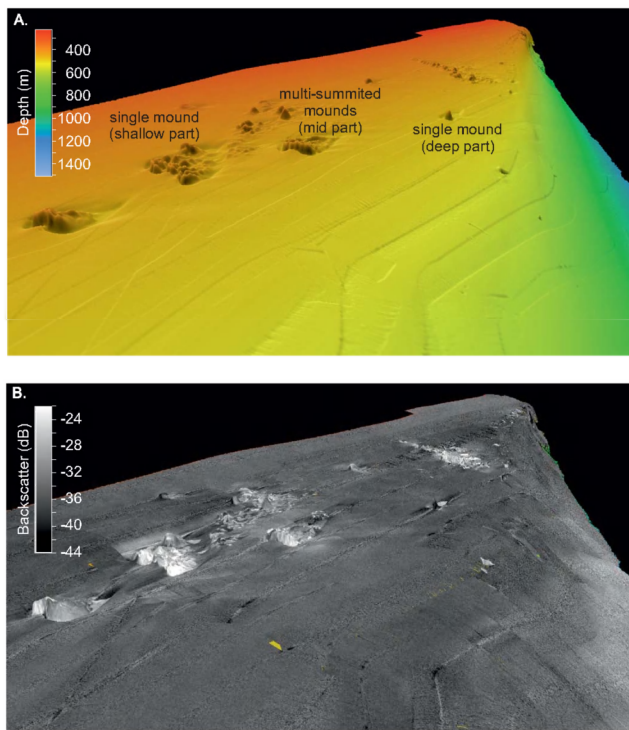 A.
Depth (m)
400
600
800
1000
1200
1400
single mound
(shallow part)
multi-summited
mounds
(mid part)
single mound
(deep part)
B.
Backscatter (dB)
-24
-28
-32
-36
-40
-44